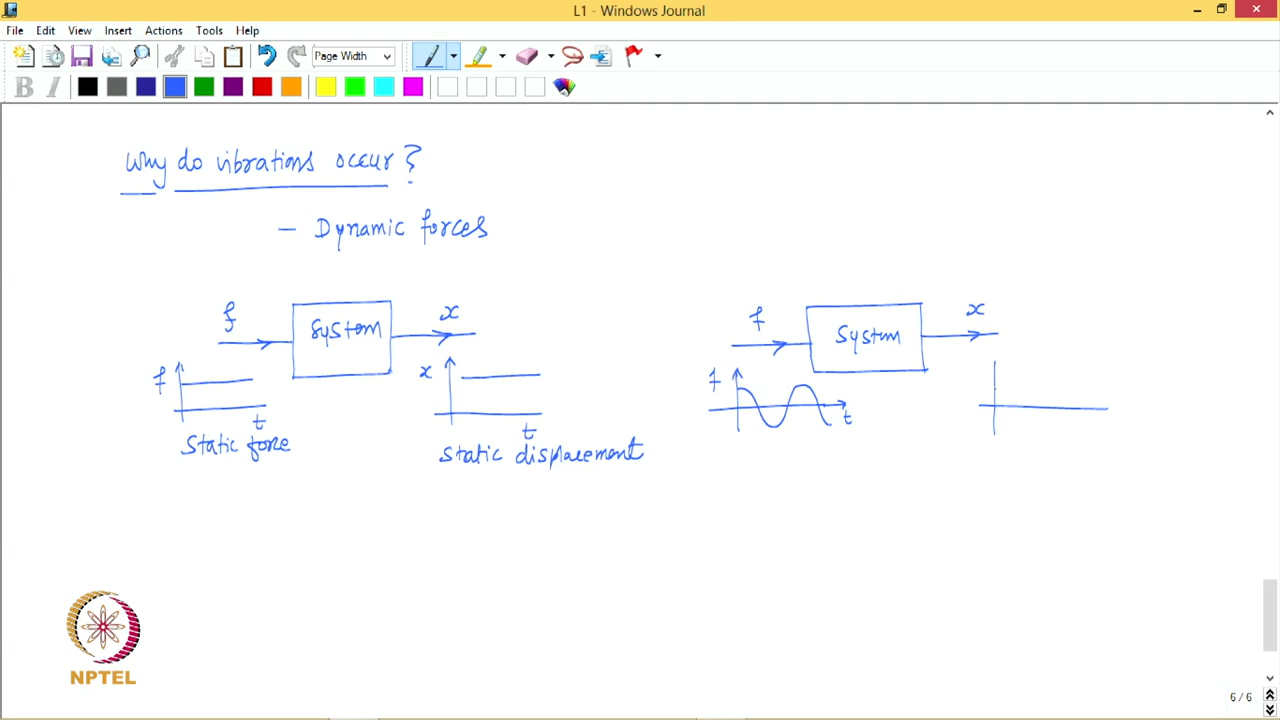 L1 - Windows Journal
File Edit View Insert Actions Tools Help
Page Width
B I
Why do vibrations occur?
- Dynamic forces
f System x
f t
Static force
x t
Static displacement
f System x
f t
NPTEL
6 / 6